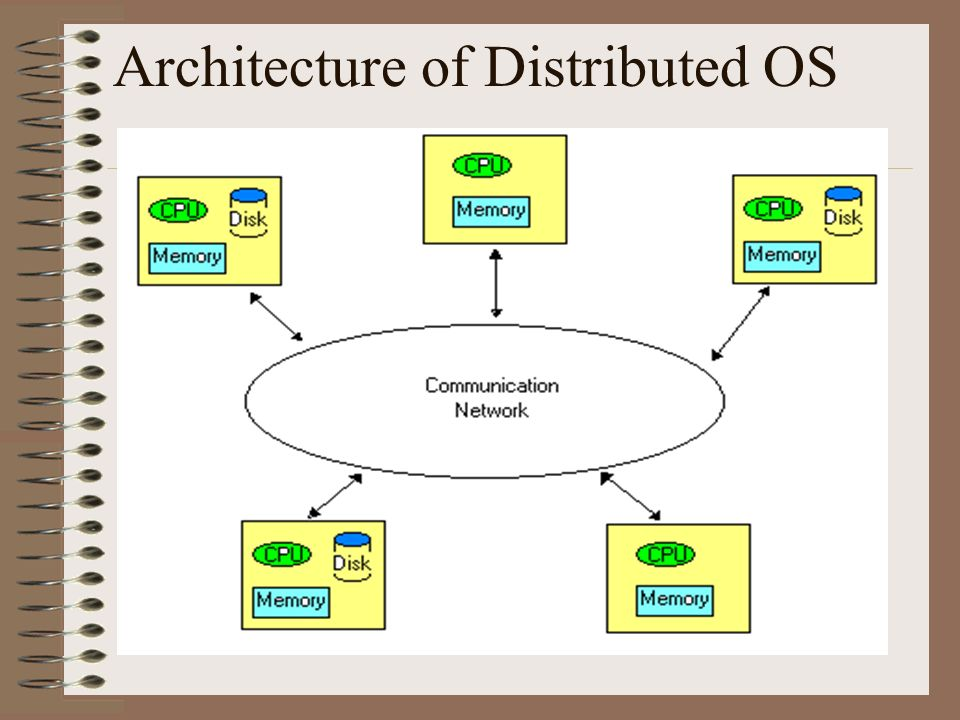 Architecture of Distributed OS
CPU
Disk
Memory
CPU
Memory
CPU
Disk
Memory
Communication
Network
CPU
Disk
Memory
CPU
Memory